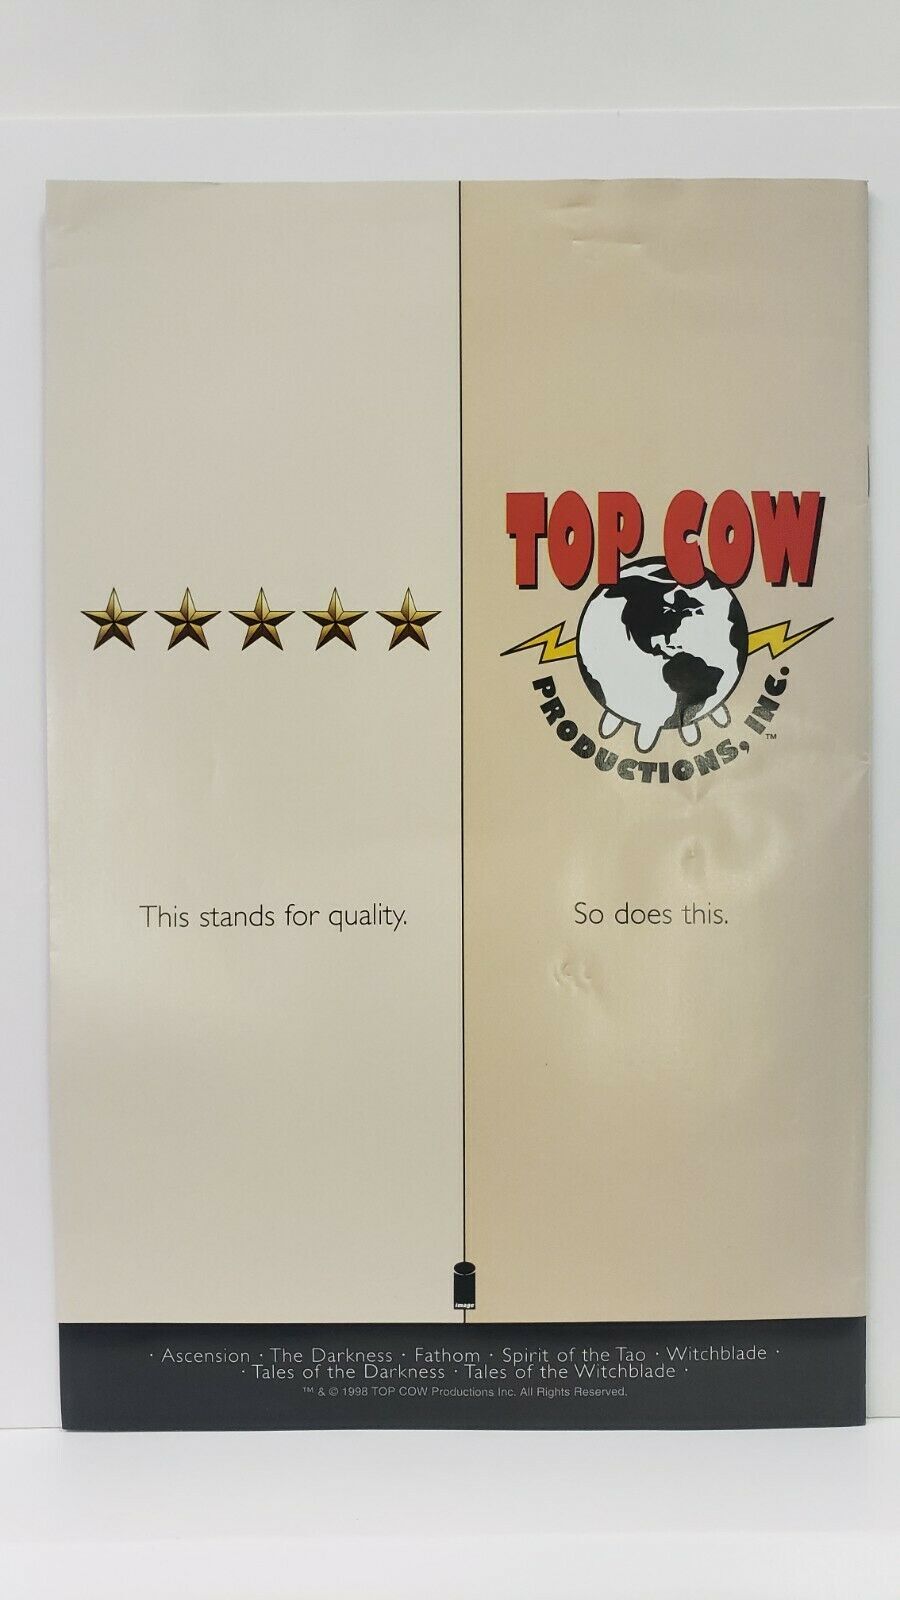 TOP COW
PRODUCTIONS, INC.
™
This stands for quality.
So does this.
image
· Ascension · The Darkness · Fathom · Spirit of the Tao · Witchblade ·
· Tales of the Darkness · Tales of the Witchblade ·
™ & © 1998 TOP COW Productions Inc. All Rights Reserved.